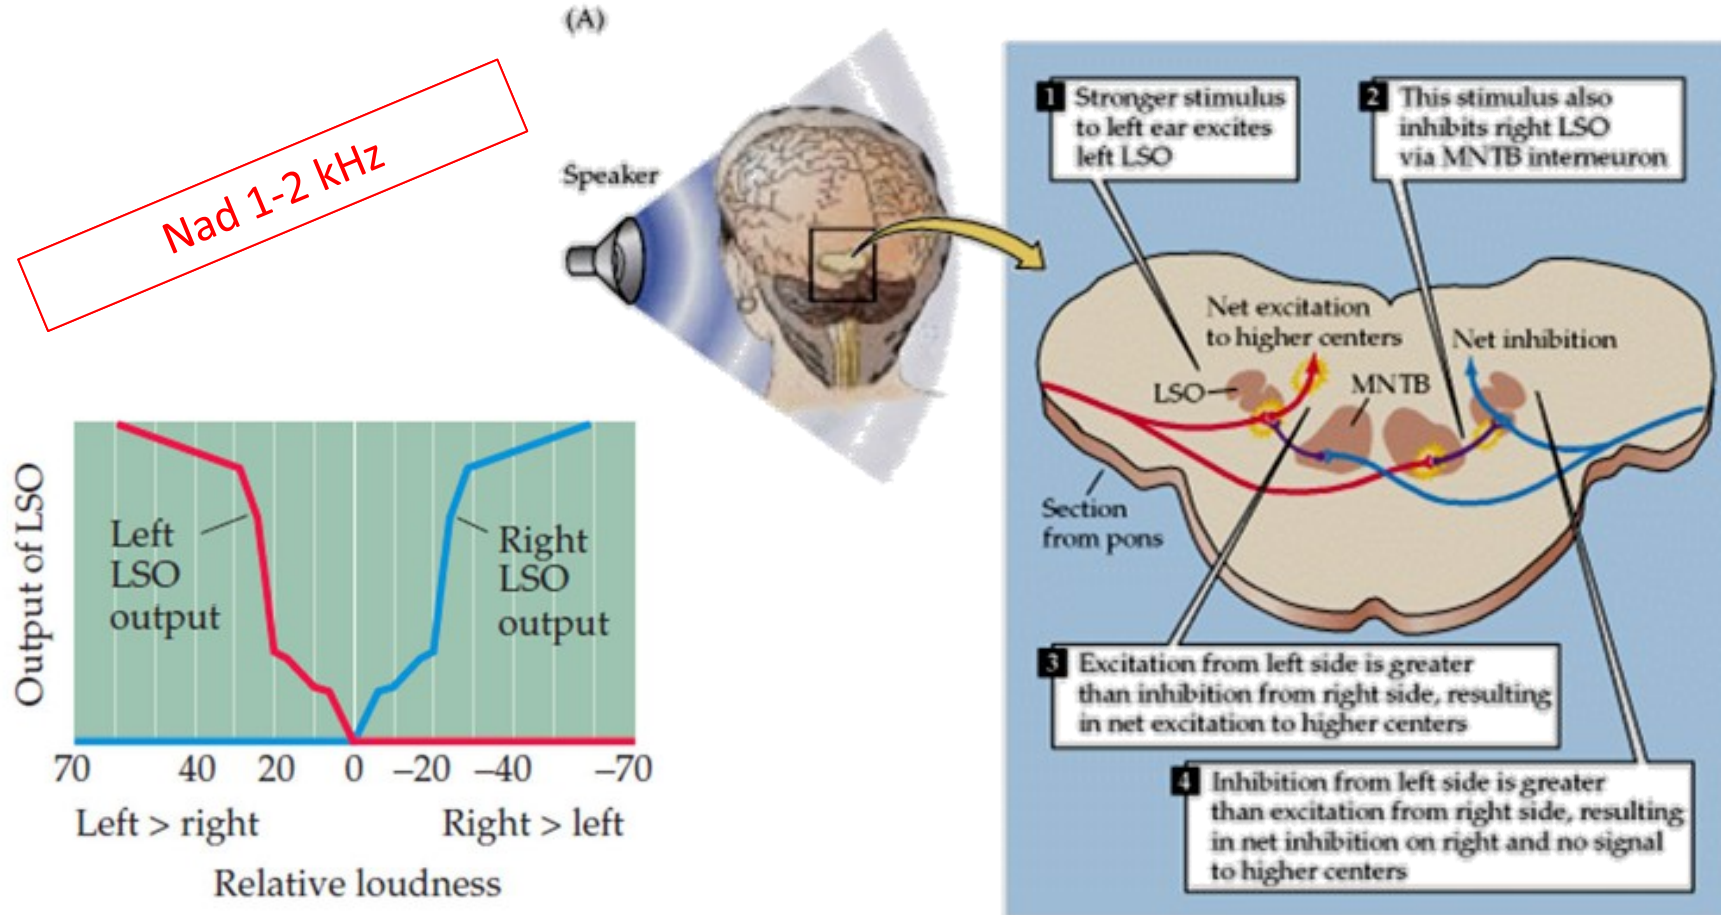 (A)
Nad 1-2 kHz
Speaker
1 Stronger stimulus
to left ear excites
left LSO
2 This stimulus also
inhibits right LSO
via MNTB interneuron
Net excitation
to higher centers
Net inhibition
LSO
MNTB
Section
from pons
3 Excitation from left side is greater
than inhibition from right side, resulting
in net excitation to higher centers
4 Inhibition from left side is greater
than excitation from right side, resulting
in net inhibition on right and no signal
to higher centers
Output of LSO
Left
LSO
output
Right
LSO
output
70 40 20 0 –20 –40 –70
Left > right
Right > left
Relative loudness